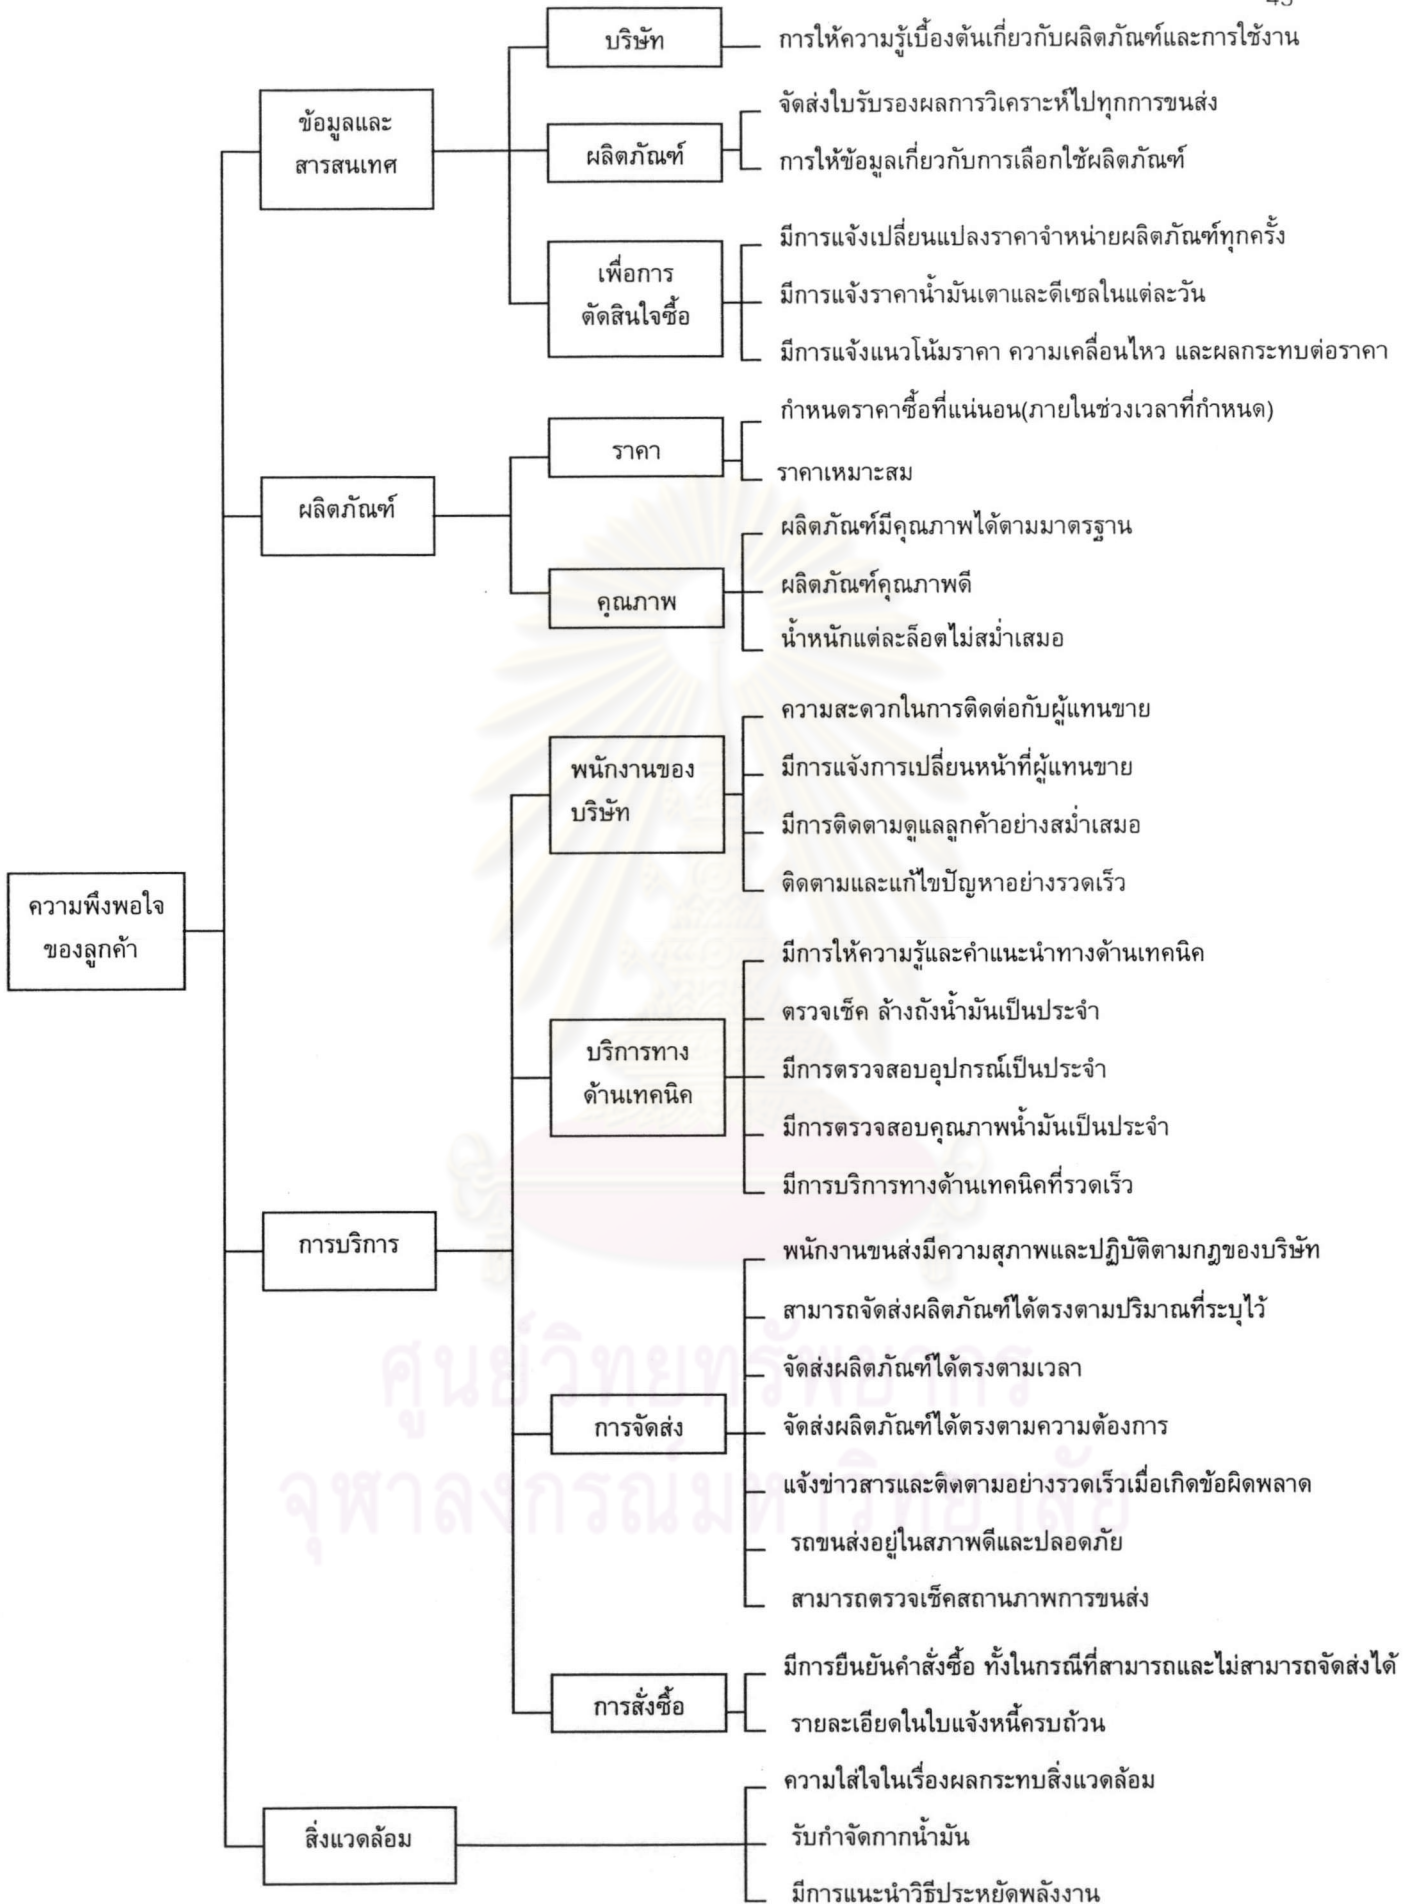 บริษัท
การให้ความรู้เบื้องต้นเกี่ยวกับผลิตภัณฑ์และการใช้งาน
ข้อมูลและ
สารสนเทศ
ผลิตภัณฑ์
จัดส่งใบรับรองผลการวิเคราะห์ไปทุกการขนส่ง
การให้ข้อมูลเกี่ยวกับการเลือกใช้ผลิตภัณฑ์
เพื่อการ
ตัดสินใจซื้อ
มีการแจ้งเปลี่ยนแปลงราคาจำหน่ายผลิตภัณฑ์ทุกครั้ง
มีการแจ้งราคาน้ำมันเตาและดีเซลในแต่ละวัน
มีการแจ้งแนวโน้มราคา ความเคลื่อนไหว และผลกระทบต่อราคา
ผลิตภัณฑ์
ราคา
กำหนดราคาซื้อที่แน่นอน(ภายในช่วงเวลาที่กำหนด)
ราคาเหมาะสม
คุณภาพ
ผลิตภัณฑ์มีคุณภาพได้ตามมาตรฐาน
ผลิตภัณฑ์คุณภาพดี
น้ำหนักแต่ละล็อตไม่สม่ำเสมอ
ความพึงพอใจ
ของลูกค้า
พนักงานของ
บริษัท
ความสะดวกในการติดต่อกับผู้แทนขาย
มีการแจ้งการเปลี่ยนหน้าที่ผู้แทนขาย
มีการติดตามดูแลลูกค้าอย่างสม่ำเสมอ
ติดตามและแก้ไขปัญหาอย่างรวดเร็ว
บริการทาง
ด้านเทคนิค
มีการให้ความรู้และคำแนะนำทางด้านเทคนิค
ตรวจเช็ค ล้างถังน้ำมันเป็นประจำ
มีการตรวจสอบอุปกรณ์เป็นประจำ
มีการตรวจสอบคุณภาพน้ำมันเป็นประจำ
มีการบริการทางด้านเทคนิคที่รวดเร็ว
การบริการ
การจัดส่ง
พนักงานขนส่งมีความสุภาพและปฏิบัติตามกฎของบริษัท
สามารถจัดส่งผลิตภัณฑ์ได้ตรงตามปริมาณที่ระบุไว้
จัดส่งผลิตภัณฑ์ได้ตรงตามเวลา
จัดส่งผลิตภัณฑ์ได้ตรงตามความต้องการ
แจ้งข่าวสารและติดตามอย่างรวดเร็วเมื่อเกิดข้อผิดพลาด
รถขนส่งอยู่ในสภาพดีและปลอดภัย
สามารถตรวจเช็คสถานภาพการขนส่ง
ศูนย์วิทยทรัพยากร
จุฬาลงกรณ์มหาวิทยาลัย
การสั่งซื้อ
มีการยืนยันคำสั่งซื้อ ทั้งในกรณีที่สามารถและไม่สามารถจัดส่งได้
รายละเอียดในใบแจ้งหนี้ครบถ้วน
สิ่งแวดล้อม
ความใส่ใจในเรื่องผลกระทบสิ่งแวดล้อม
รับกำจัดกากน้ำมัน
มีการแนะนำวิธีประหยัดพลังงาน